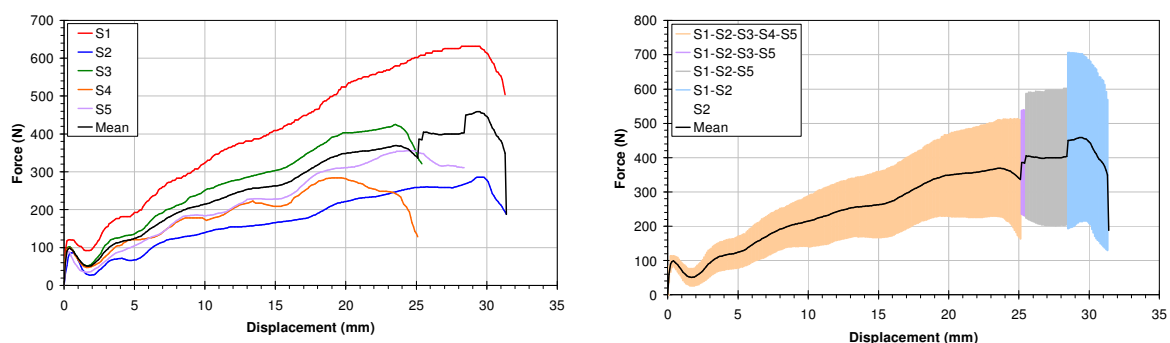 700
600
500
400
300
200
100
0
Force (N)
S1
S2
S3
S4
S5
Mean
0 5 10 15 20 25 30 35
Displacement (mm)
800
700
600
500
400
300
200
100
0
Force (N)
S1-S2-S3-S4-S5
S1-S2-S3-S5
S1-S2-S5
S1-S2
S2
Mean
0 5 10 15 20 25 30 35
Displacement (mm)